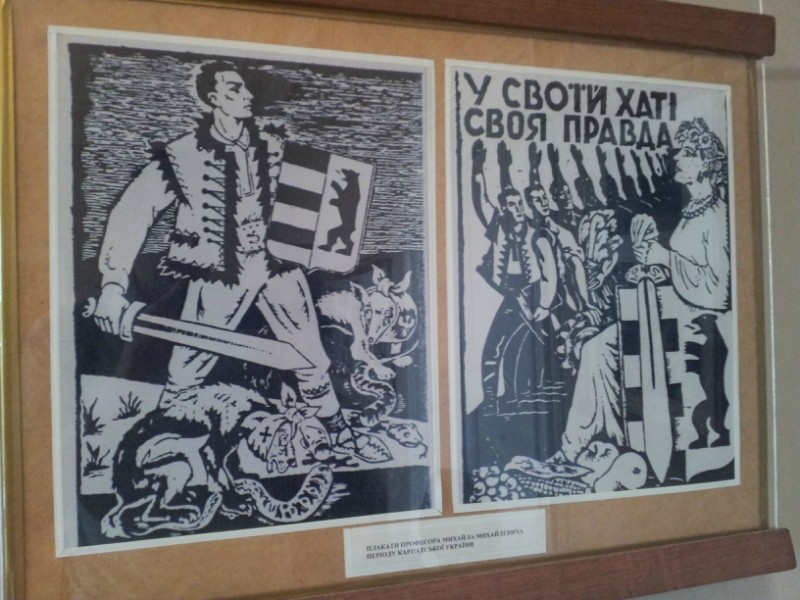 У СВОЇЙ ХАТІ
СВОЯ ПРАВДА
ПЛАКАТИ ПРОФЕСОРА МИХАЙЛА МИХАЙЛЕВИЧА
ПЕРІОДУ КАРПАТСЬКОЇ УКРАЇНИ